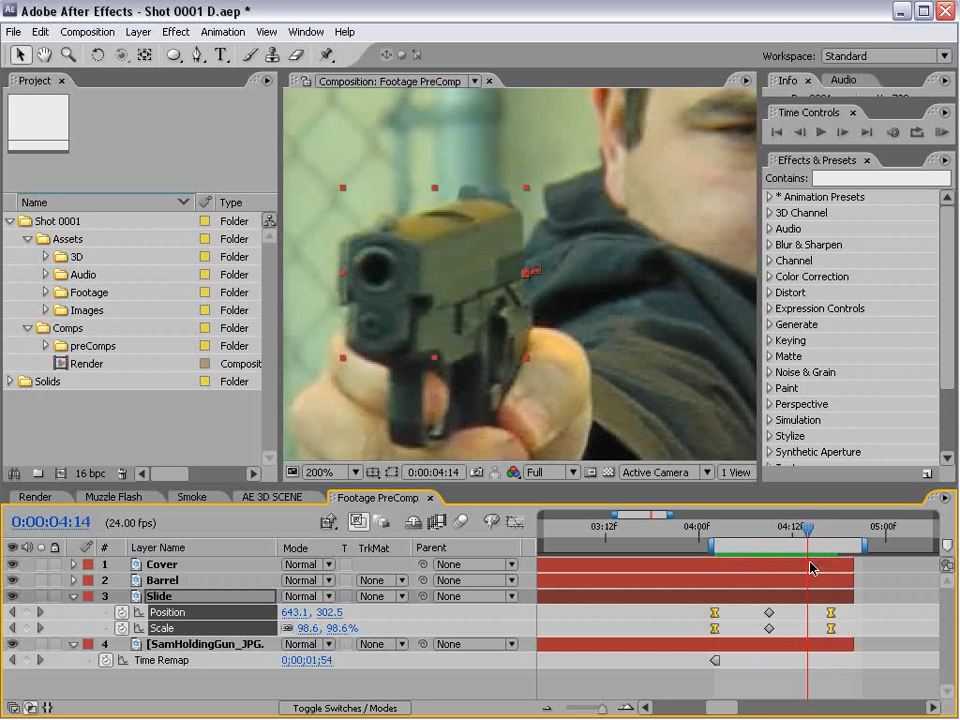 Adobe After Effects - Shot 0001 D.aep *
File Edit Composition Layer Effect Animation View Window Help
Workspace: Standard
Project × Composition: Footage PreComp × Info × Audio
Time Controls ×
Effects & Presets ×
Contains:
Name Type
* Animation Presets
3D Channel
Audio
Blur & Sharpen
Channel
Color Correction
Distort
Expression Controls
Generate
Keying
Matte
Noise & Grain
Paint
Perspective
Simulation
Stylize
Synthetic Aperture
Shot 0001 Folder
Assets Folder
3D Folder
Audio Folder
Footage Folder
Images Folder
Comps Folder
preComps Folder
Render Composit
Solids Folder
16 bpc
200% 0:00:04:14 Full Active Camera 1 View
Render Muzzle Flash Smoke AE 3D SCENE Footage PreComp ×
0:00:04:14 (24.00 fps)
03:12f 04:00f 04:12f 05:00f
# Layer Name Mode T TrkMat Parent
1 Cover Normal None
2 Barrel Normal None None
3 Slide Normal None None
Position 643.1, 302.5
Scale 98.6, 98.6%
4 [SamHoldingGun_JPG. Normal None None
Time Remap 0;00;01;54
Toggle Switches / Modes